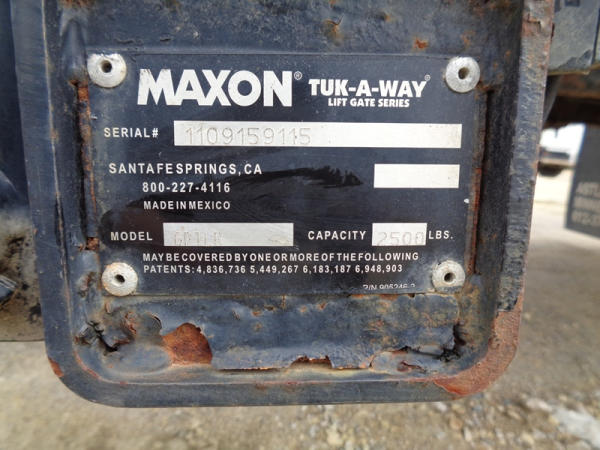 MAXON® TUK-A-WAY®
LIFT GATE SERIES
SERIAL# 1109159115
SANTA FE SPRINGS, CA
800-227-4116
MADE IN MEXICO
MODEL CAPACITY 2500 LBS.
MAY BE COVERED BY ONE OR MORE OF THE FOLLOWING
PATENTS: 4,836,736 5,449,267 6,183,187 6,948,903
P/N 905246-2